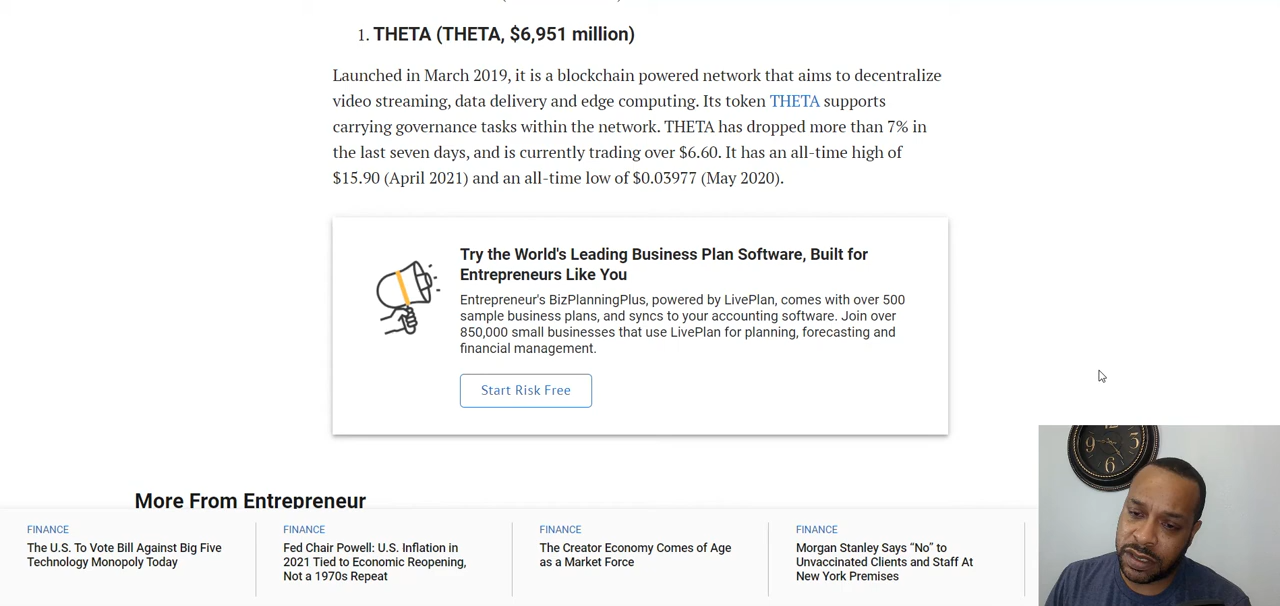 1. THETA (THETA, $6,951 million)
Launched in March 2019, it is a blockchain powered network that aims to decentralize
video streaming, data delivery and edge computing. Its token THETA supports
carrying governance tasks within the network. THETA has dropped more than 7% in
the last seven days, and is currently trading over $6.60. It has an all-time high of
$15.90 (April 2021) and an all-time low of $0.03977 (May 2020).
Try the World's Leading Business Plan Software, Built for
Entrepreneurs Like You
Entrepreneur's BizPlanningPlus, powered by LivePlan, comes with over 500
sample business plans, and syncs to your accounting software. Join over
850,000 small businesses that use LivePlan for planning, forecasting and
financial management.
Start Risk Free
More From Entrepreneur
FINANCE
The U.S. To Vote Bill Against Big Five
Technology Monopoly Today
FINANCE
Fed Chair Powell: U.S. Inflation in
2021 Tied to Economic Reopening,
Not a 1970s Repeat
FINANCE
The Creator Economy Comes of Age
as a Market Force
FINANCE
Morgan Stanley Says “No” to
Unvaccinated Clients and Staff At
New York Premises
9
3
6